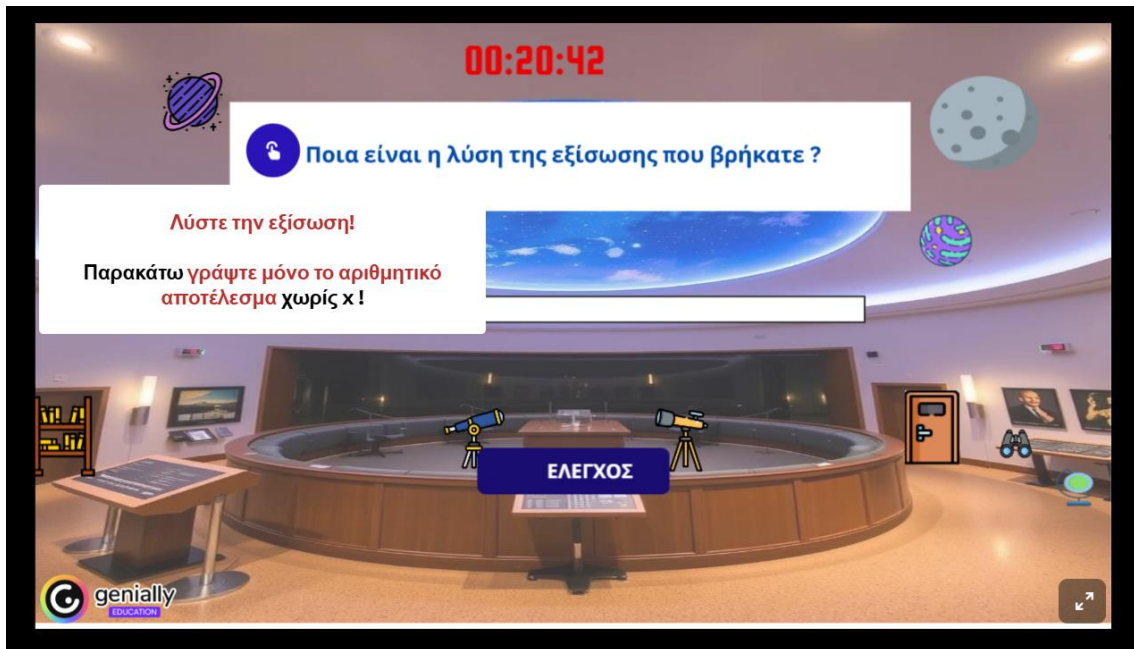 00:20:42
Ποια είναι η λύση της εξίσωσης που βρήκατε ?
Λύστε την εξίσωση!
Παρακάτω γράψτε μόνο το αριθμητικό
αποτέλεσμα χωρίς x !
ΕΛΕΓΧΟΣ
genially
EDUCATION